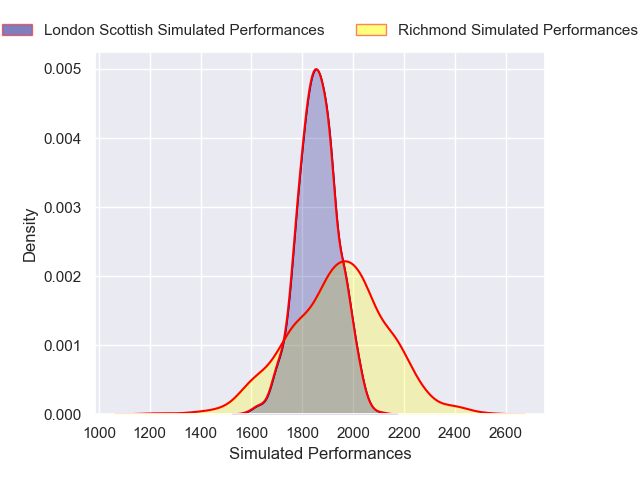 London Scottish Simulated Performances
Richmond Simulated Performances
0.005
0.004
0.003
0.002
0.001
0.000
Density
1000 1200 1400 1600 1800 2000 2200 2400 2600
Simulated Performances